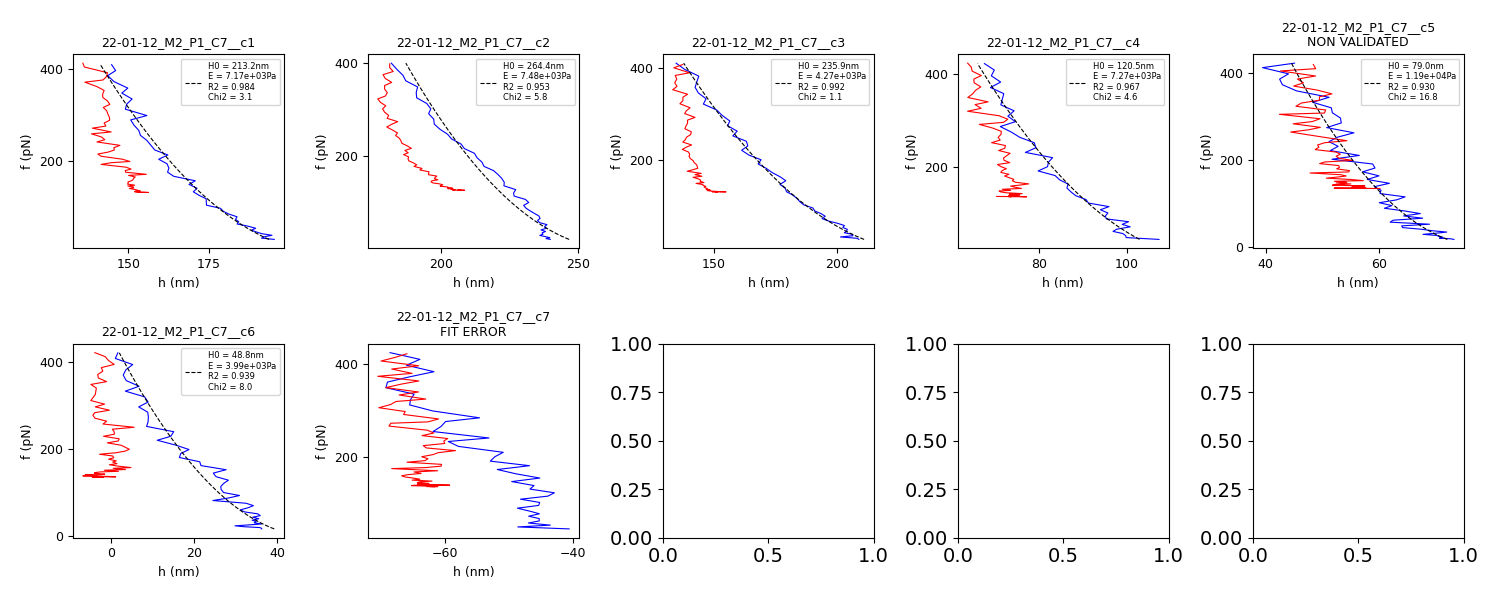 22-01-12_M2_P1_C7__c1
H0 = 213.2nm
E = 7.17e+03Pa
R2 = 0.984
Chi2 = 3.1
400
200
f (pN)
150
175
h (nm)
22-01-12_M2_P1_C7__c2
H0 = 264.4nm
E = 7.48e+03Pa
R2 = 0.953
Chi2 = 5.8
400
200
f (pN)
200
250
h (nm)
22-01-12_M2_P1_C7__c3
H0 = 235.9nm
E = 4.27e+03Pa
R2 = 0.992
Chi2 = 1.1
400
200
f (pN)
150
200
h (nm)
22-01-12_M2_P1_C7__c4
H0 = 120.5nm
E = 7.27e+03Pa
R2 = 0.967
Chi2 = 4.6
400
200
f (pN)
80
100
h (nm)
22-01-12_M2_P1_C7__c5
NON VALIDATED
H0 = 79.0nm
E = 1.19e+04Pa
R2 = 0.930
Chi2 = 16.8
400
200
0
f (pN)
40
60
h (nm)
22-01-12_M2_P1_C7__c6
H0 = 48.8nm
E = 3.99e+03Pa
R2 = 0.939
Chi2 = 8.0
400
200
0
f (pN)
0
20
40
h (nm)
22-01-12_M2_P1_C7__c7
FIT ERROR
400
200
f (pN)
−60
−40
h (nm)
1.00
0.75
0.50
0.25
0.00
0.0
0.5
1.0
1.00
0.75
0.50
0.25
0.00
0.0
0.5
1.0
1.00
0.75
0.50
0.25
0.00
0.0
0.5
1.0